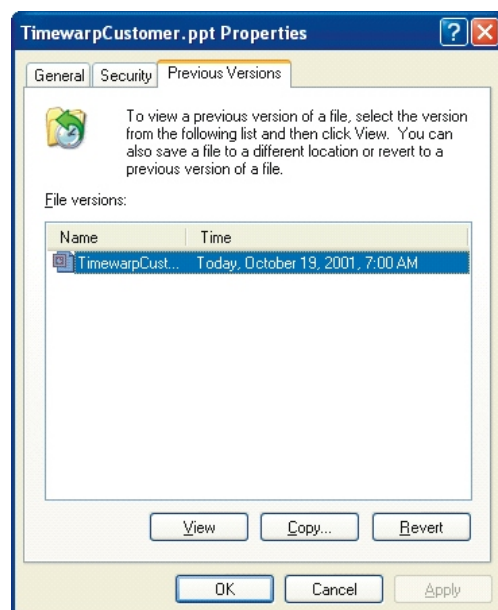 TimewarpCustomer.ppt Properties
General Security Previous Versions
To view a previous version of a file, select the version
from the following list and then click View. You can
also save a file to a different location or revert to a
previous version of a file.
File versions:
Name Time
TimewarpCust... Today, October 19, 2001, 7:00 AM
View Copy... Revert
OK Cancel Apply